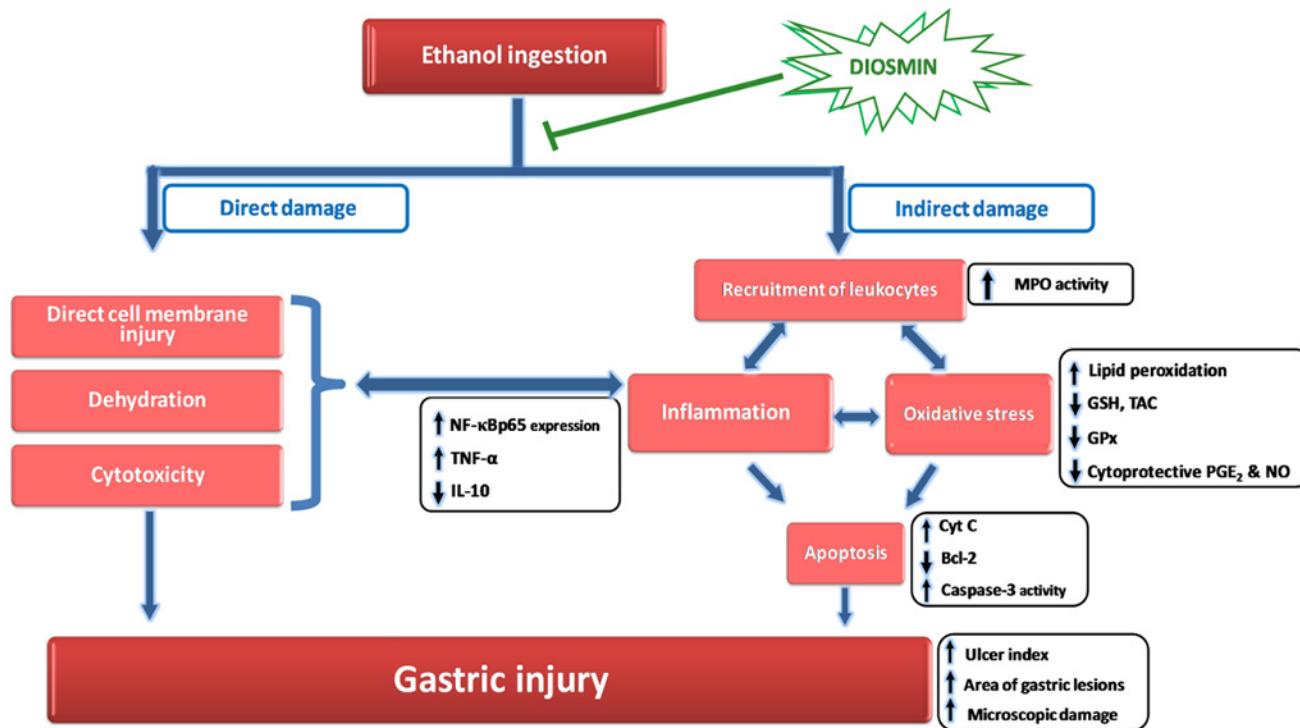 Ethanol ingestion
DIOSMIN
Direct damage
Indirect damage
Recruitment of leukocytes
MPO activity
Direct cell membrane
injury
Dehydration
Cytotoxicity
Inflammation
Oxidative stress
Lipid peroxidation
GSH, TAC
GPx
Cytoprotective PGE₂ & NO
NF-κBp65 expression
TNF-α
IL-10
Apoptosis
Cyt C
Bcl-2
Caspase-3 activity
Gastric injury
Ulcer index
Area of gastric lesions
Microscopic damage